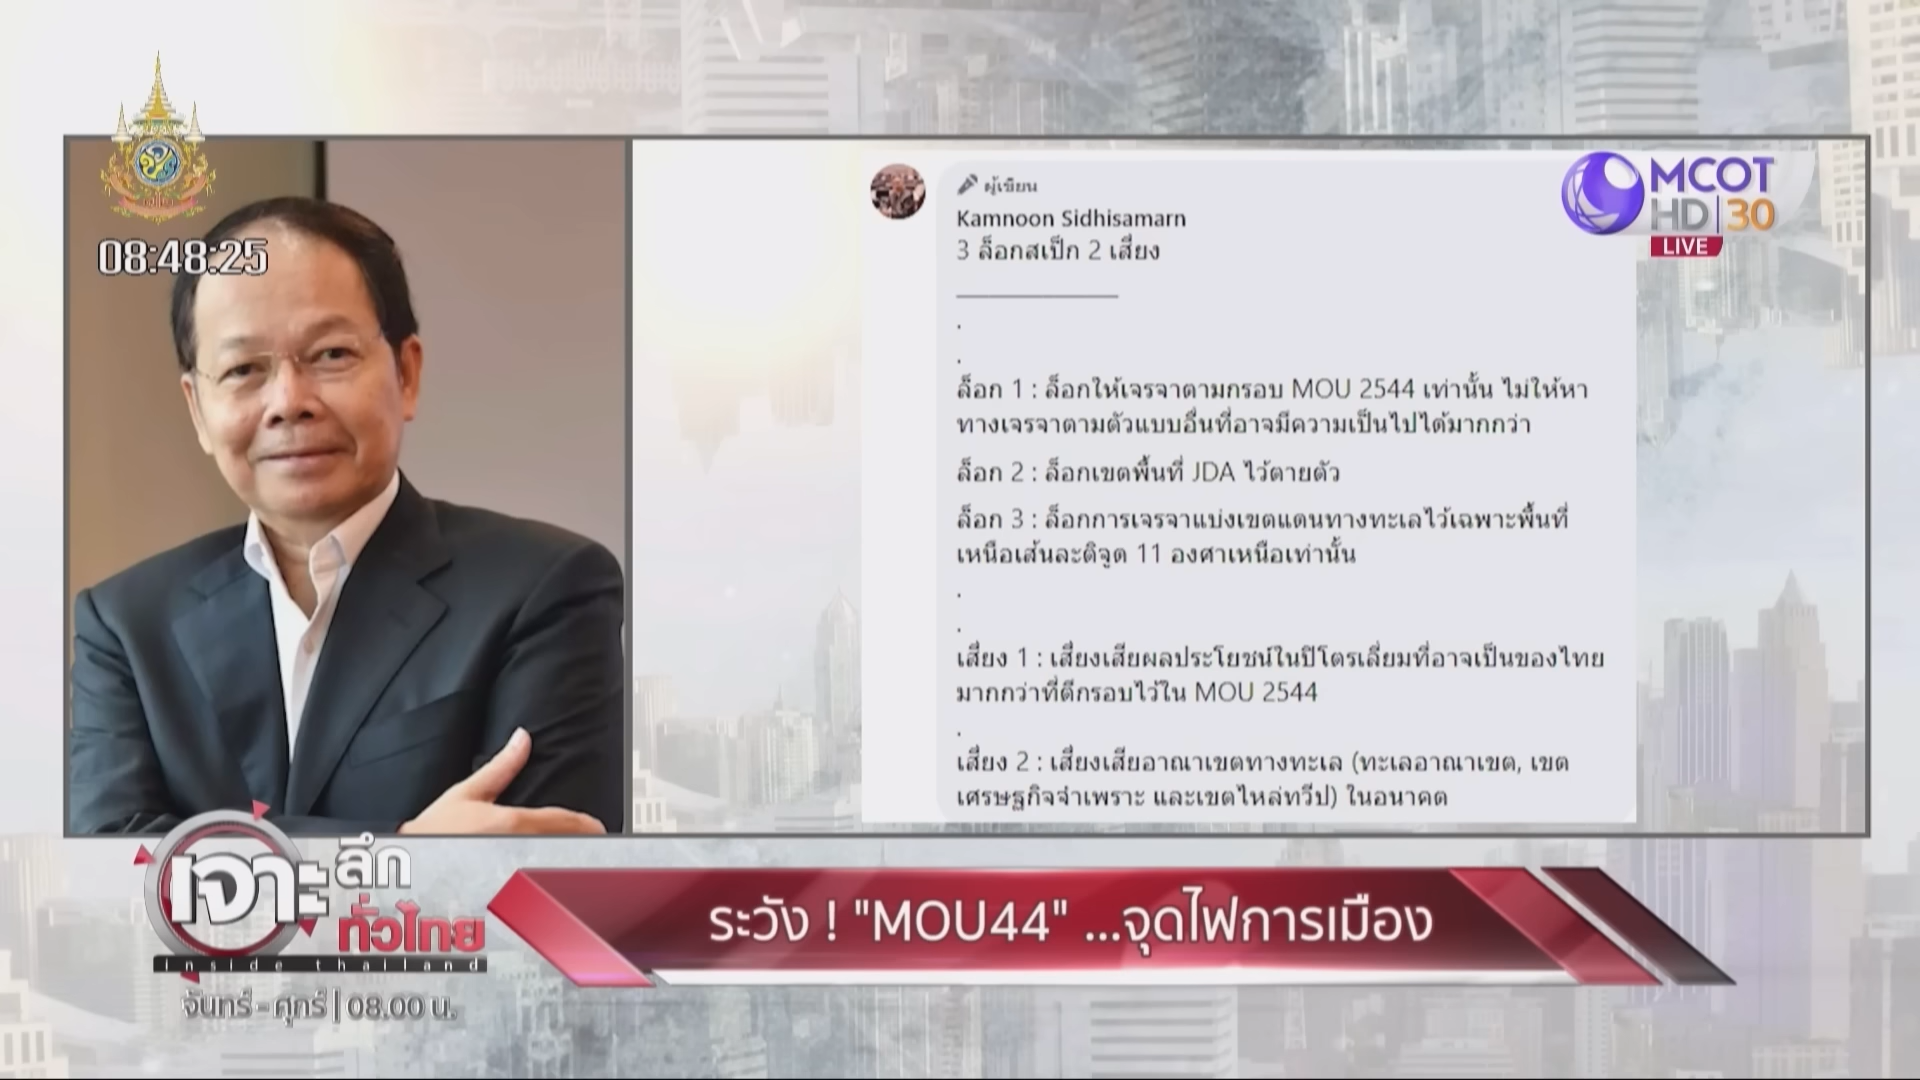 08:48:25
MCOT
HD 30
LIVE
ผู้เขียน
Kamnoon Sidhisamarn
3 ล็อกสเป็ก 2 เสี่ยง
.
.
ล็อก 1 : ล็อกให้เจรจาตามกรอบ MOU 2544 เท่านั้น ไม่ให้หา
ทางเจรจาตามตัวแบบอื่นที่อาจมีความเป็นไปได้มากกว่า
ล็อก 2 : ล็อกเขตพื้นที่ JDA ไว้ตายตัว
ล็อก 3 : ล็อกการเจรจาแบ่งเขตแดนทางทะเลไว้เฉพาะพื้นที่
เหนือเส้นละติจูด 11 องศาเหนือเท่านั้น
.
.
เสี่ยง 1 : เสี่ยงเสียผลประโยชน์ในปิโตรเลี่ยมที่อาจเป็นของไทย
มากกว่าที่ตีกรอบไว้ใน MOU 2544
.
เสี่ยง 2 : เสี่ยงเสียอาณาเขตทางทะเล (ทะเลอาณาเขต, เขต
เศรษฐกิจจำเพราะ และเขตไหล่ทวีป) ในอนาคต
เจาะลึก
ทั่วไทย
inside thailand
จันทร์ - ศุกร์ | 08.00 น.
ระวัง ! "MOU44" ...จุดไฟการเมือง